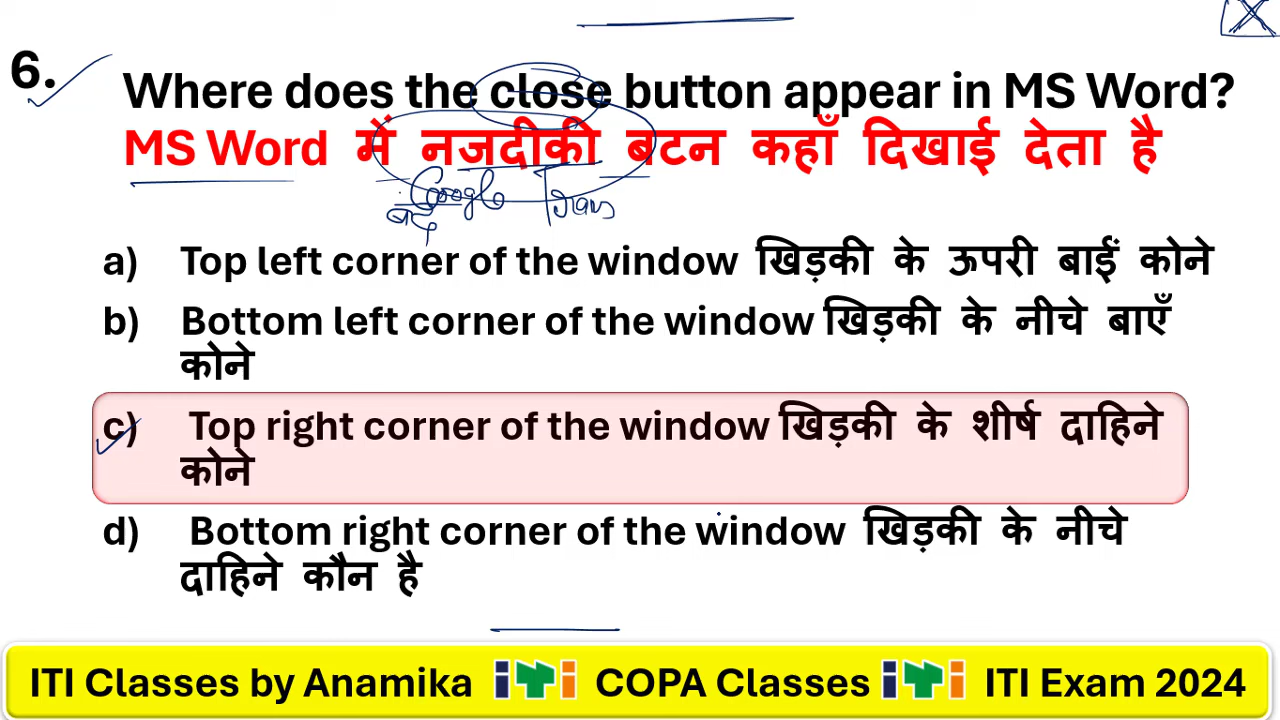 6.
Where does the close button appear in MS Word?
MS Word में नजदीकी बटन कहाँ दिखाई देता है
Google Trans
बंद
a) Top left corner of the window खिड़की के ऊपरी बाईं कोने
b) Bottom left corner of the window खिड़की के नीचे बाएँ
कोने
c) Top right corner of the window खिड़की के शीर्ष दाहिने
कोने
d) Bottom right corner of the window खिड़की के नीचे
दाहिने कौन है
ITI Classes by Anamika iTi COPA Classes iTi ITI Exam 2024